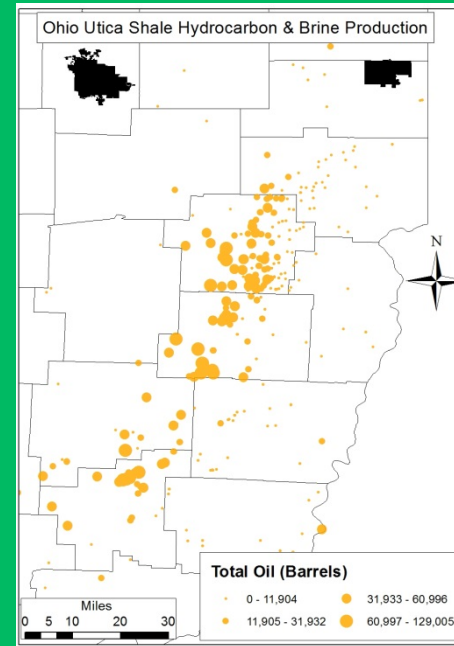 Ohio Utica Shale Hydrocarbon & Brine Production
N
Total Oil (Barrels)
0 - 11,904
31,933 - 60,996
11,905 - 31,932
60,997 - 129,005
Miles
0 5 10 20 30